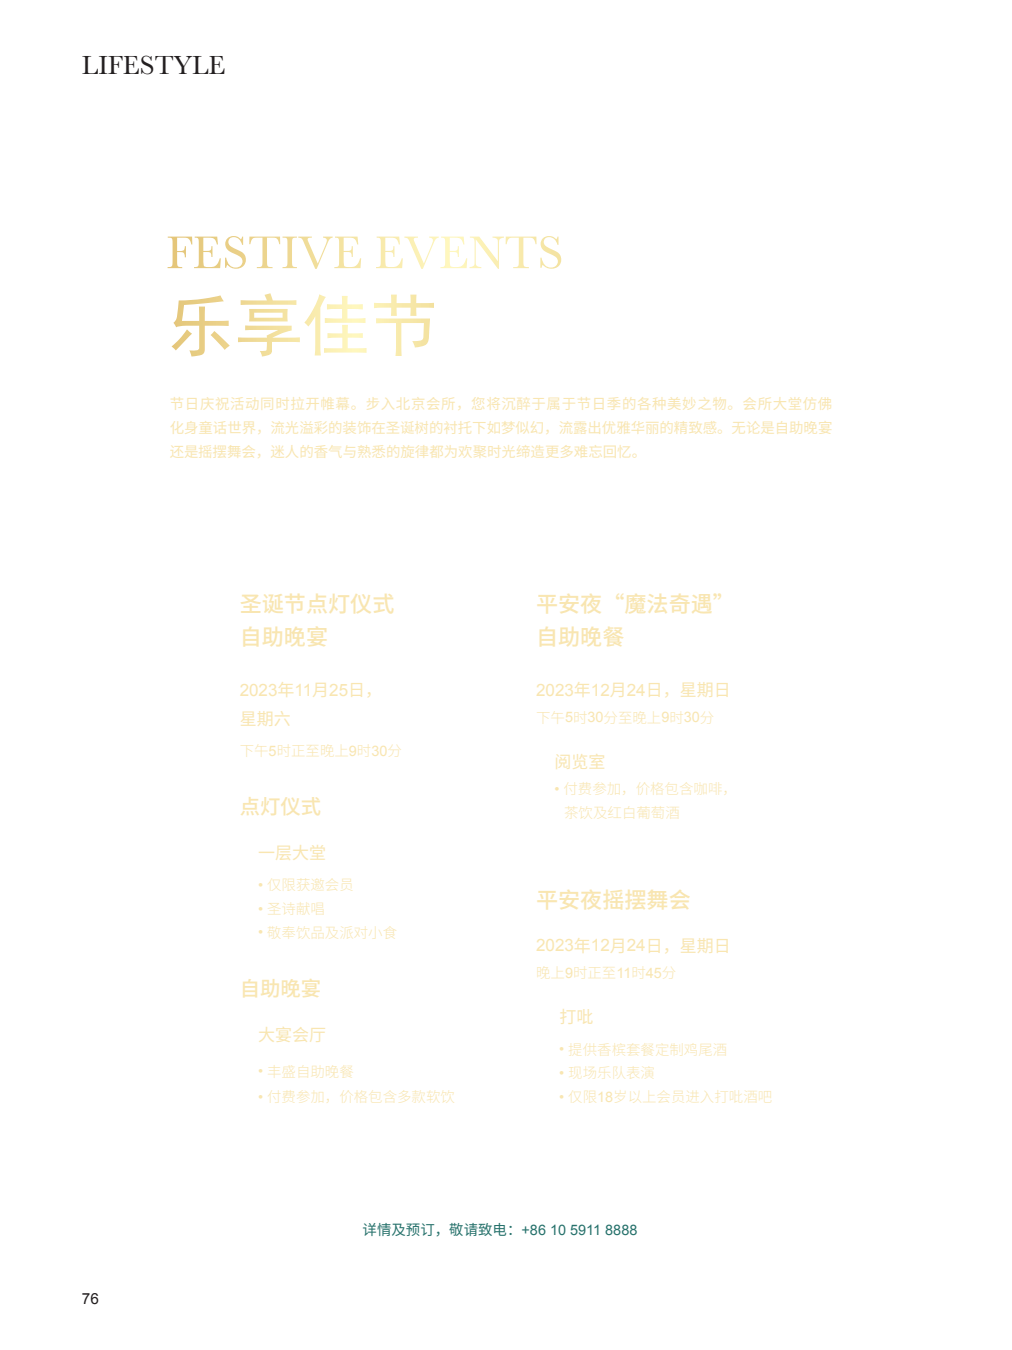 LIFESTYLE
FESTIVE EVENTS
乐享佳节
节日庆祝活动同时拉开帷幕。步入北京会所，您将沉醉于属于节日季的各种美妙之物。会所大堂仿佛
化身童话世界，流光溢彩的装饰在圣诞树的衬托下如梦似幻，流露出优雅华丽的精致感。无论是自助晚宴
还是摇摆舞会，迷人的香气与熟悉的旋律都为欢聚时光缔造更多难忘回忆。
圣诞节点灯仪式
自助晚宴
2023年11月25日，
星期六
下午5时正至晚上9时30分
点灯仪式
一层大堂
• 仅限获邀会员
• 圣诗献唱
• 敬奉饮品及派对小食
自助晚宴
大宴会厅
• 丰盛自助晚餐
• 付费参加，价格包含多款软饮
平安夜“魔法奇遇”
自助晚餐
2023年12月24日，星期日
下午5时30分至晚上9时30分
阅览室
• 付费参加，价格包含咖啡，
茶饮及红白葡萄酒
平安夜摇摆舞会
2023年12月24日，星期日
晚上9时正至11时45分
打吡
• 提供香槟套餐定制鸡尾酒
• 现场乐队表演
• 仅限18岁以上会员进入打吡酒吧
详情及预订，敬请致电：+86 10 5911 8888
76